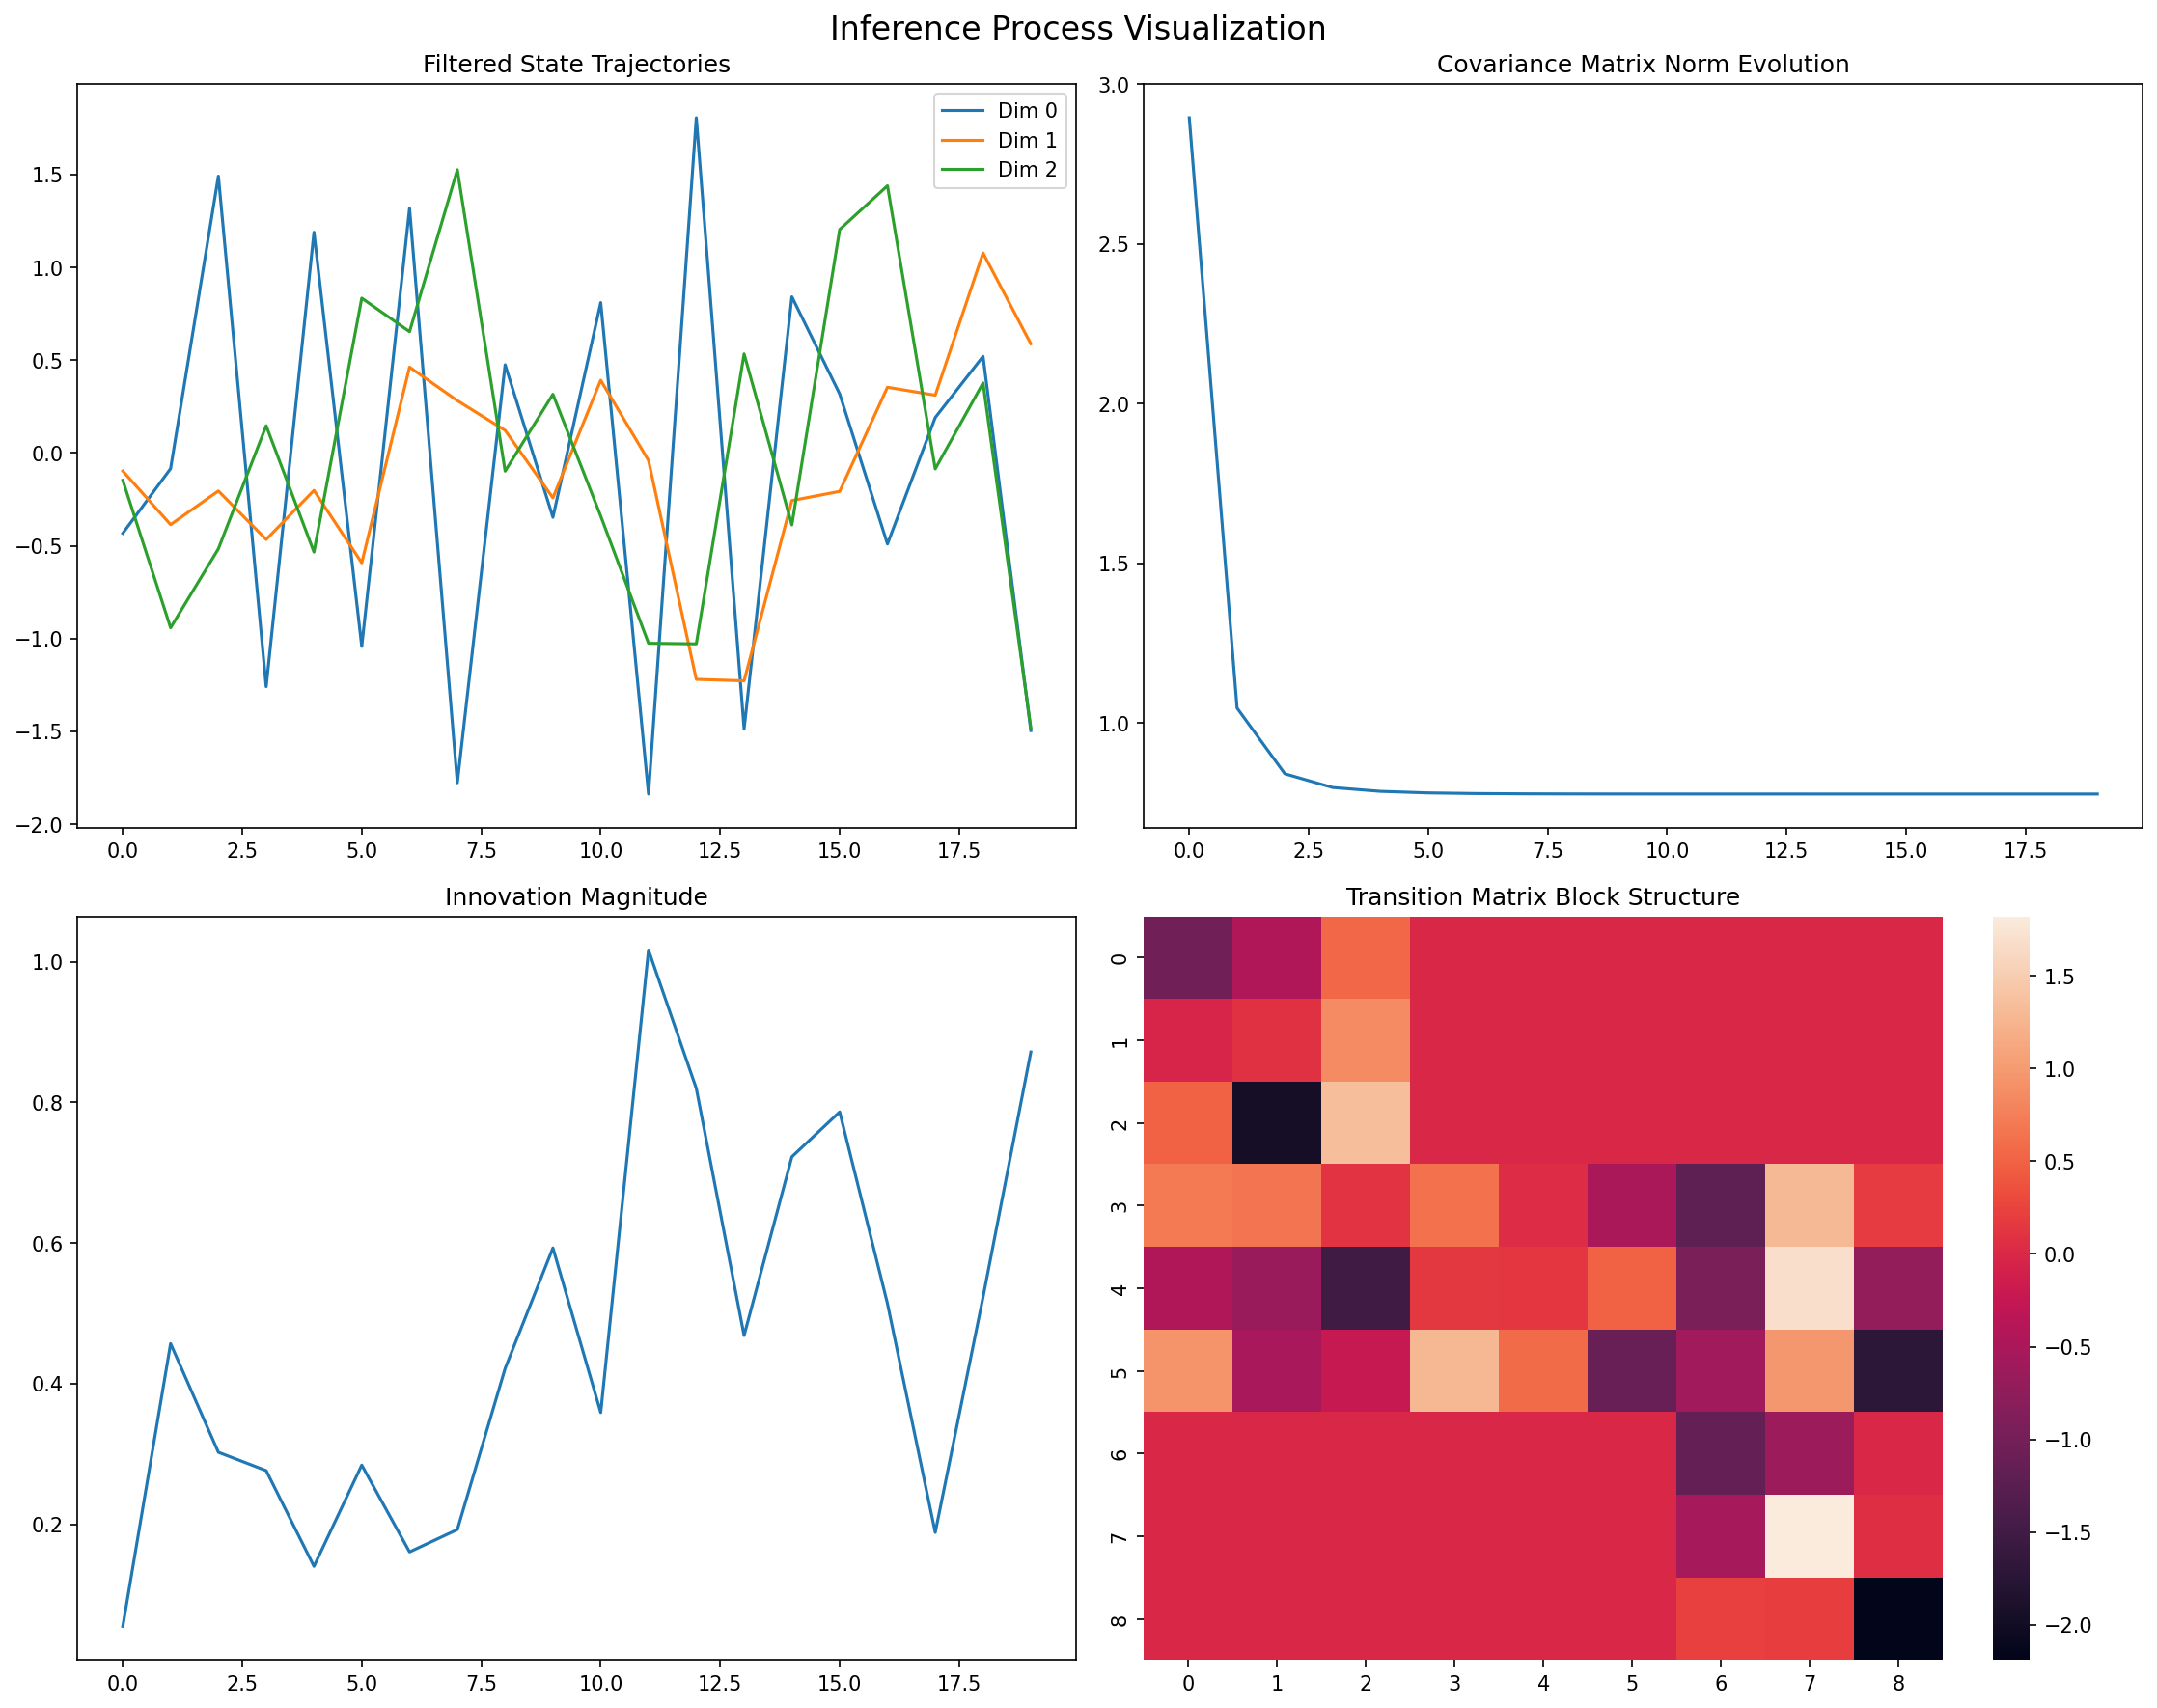 Inference Process Visualization
Filtered State Trajectories
Dim 0
Dim 1
Dim 2
1.5
1.0
0.5
0.0
−0.5
−1.0
−1.5
−2.0
0.0 2.5 5.0 7.5 10.0 12.5 15.0 17.5
Covariance Matrix Norm Evolution
3.0
2.5
2.0
1.5
1.0
0.0 2.5 5.0 7.5 10.0 12.5 15.0 17.5
Innovation Magnitude
1.0
0.8
0.6
0.4
0.2
0.0 2.5 5.0 7.5 10.0 12.5 15.0 17.5
Transition Matrix Block Structure
0
1
2
3
4
5
6
7
8
0 1 2 3 4 5 6 7 8
1.5
1.0
0.5
0.0
−0.5
−1.0
−1.5
−2.0